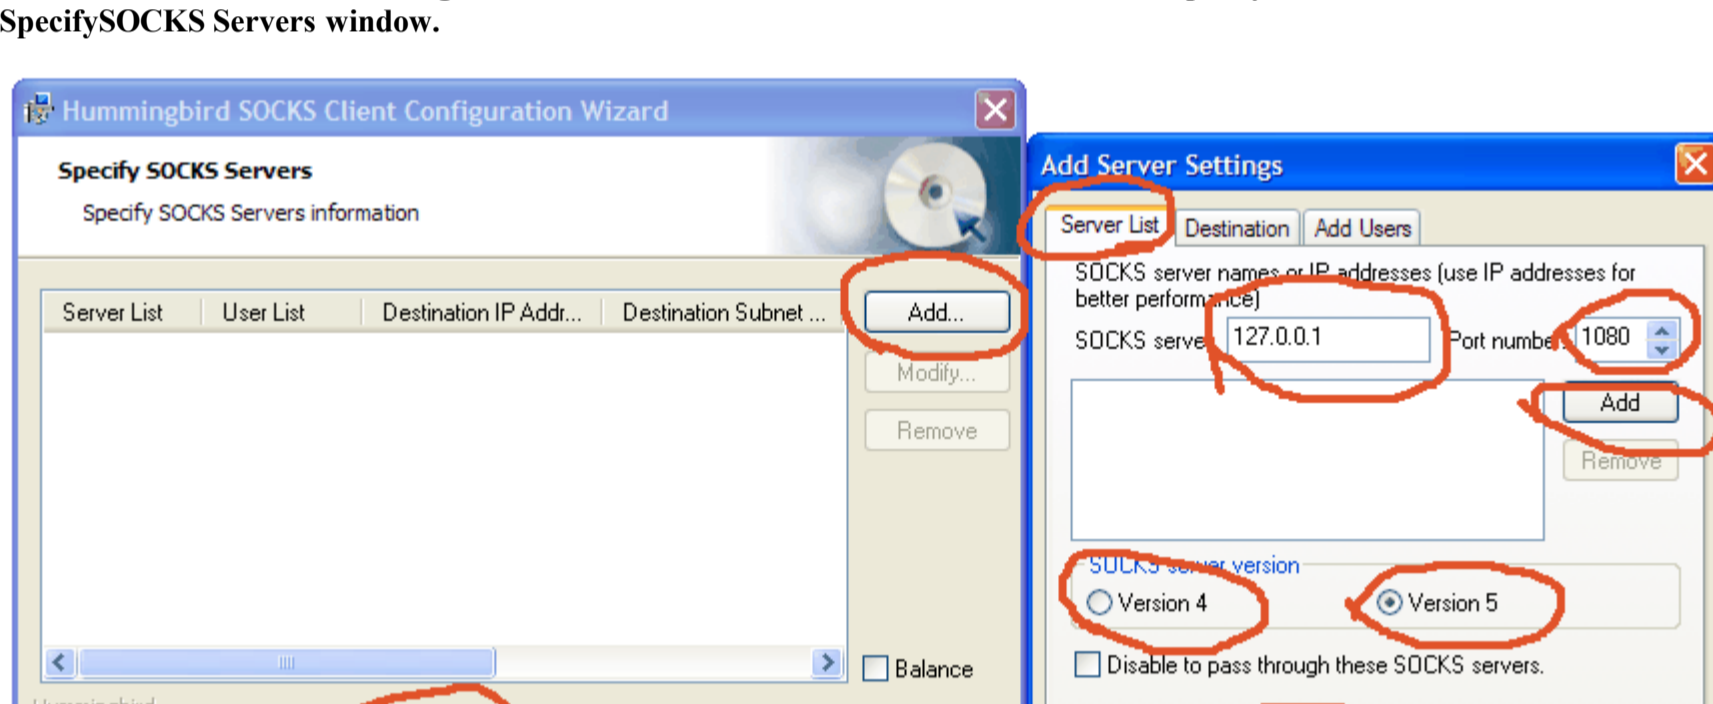 SpecifySOCKS Servers window.
Hummingbird SOCKS Client Configuration Wizard
Specify SOCKS Servers
Specify SOCKS Servers information
Server List User List Destination IP Addr... Destination Subnet ...
Add...
Modify...
Remove
Balance
Hummingbird
Add Server Settings
Server List Destination Add Users
SOCKS server names or IP addresses (use IP addresses for
better performance)
SOCKS server 127.0.0.1 Port number: 1080
Add
Remove
SOCKS server version
Version 4 Version 5
Disable to pass through these SOCKS servers.